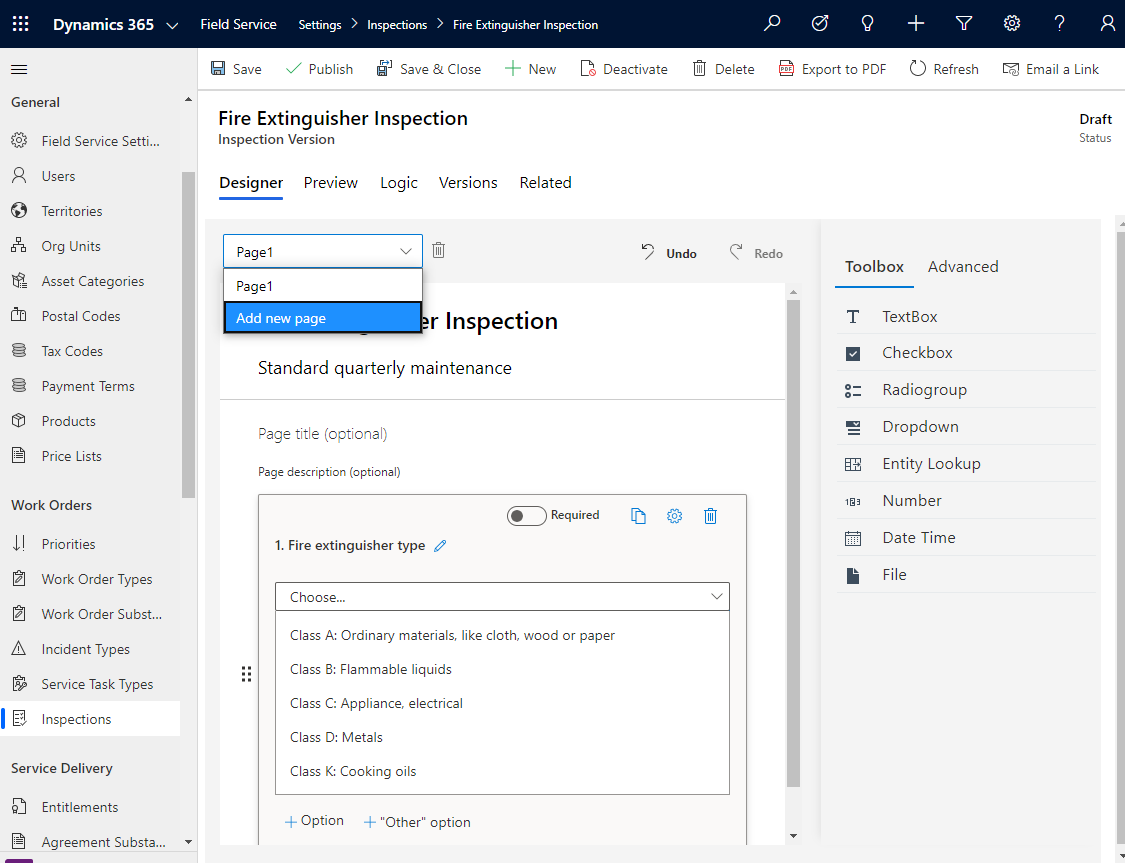 Dynamics 365 Field Service Settings Inspections Fire Extinguisher Inspection
Save Publish Save & Close New Deactivate Delete Export to PDF Refresh Email a Link
General
Field Service Setti...
Users
Territories
Org Units
Asset Categories
Postal Codes
Tax Codes
Payment Terms
Products
Price Lists
Work Orders
Priorities
Work Order Types
Work Order Subst...
Incident Types
Service Task Types
Inspections
Service Delivery
Entitlements
Agreement Substa...
Fire Extinguisher Inspection
Inspection Version
Draft
Status
Designer Preview Logic Versions Related
Page1
Undo Redo
Page1
Add new page
er Inspection
Standard quarterly maintenance
Page title (optional)
Page description (optional)
Required
1. Fire extinguisher type
Choose...
Class A: Ordinary materials, like cloth, wood or paper
Class B: Flammable liquids
Class C: Appliance, electrical
Class D: Metals
Class K: Cooking oils
+ Option + "Other" option
Toolbox Advanced
TextBox
Checkbox
Radiogroup
Dropdown
Entity Lookup
Number
Date Time
File